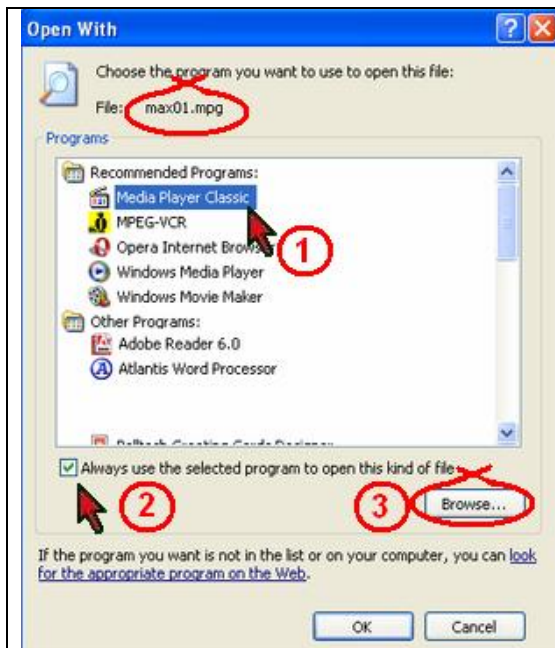 Open With
Choose the program you want to use to open this file:
File: max01.mpg
Programs
Recommended Programs:
Media Player Classic
MPEG-VCR
Opera Internet Browser
1
Windows Media Player
Windows Movie Maker
Other Programs:
Adobe Reader 6.0
Atlantis Word Processor
Always use the selected program to open this kind of file
2
3
Browse...
If the program you want is not in the list or on your computer, you can look
for the appropriate program on the Web.
OK
Cancel